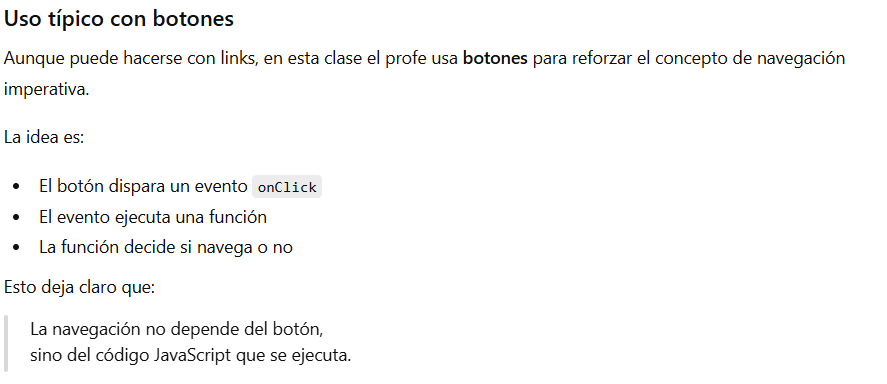 Uso típico con botones
Aunque puede hacerse con links, en esta clase el profe usa botones para reforzar el concepto de navegación
imperativa.
La idea es:
• El botón dispara un evento onClick
• El evento ejecuta una función
• La función decide si navega o no
Esto deja claro que:
La navegación no depende del botón,
sino del código JavaScript que se ejecuta.